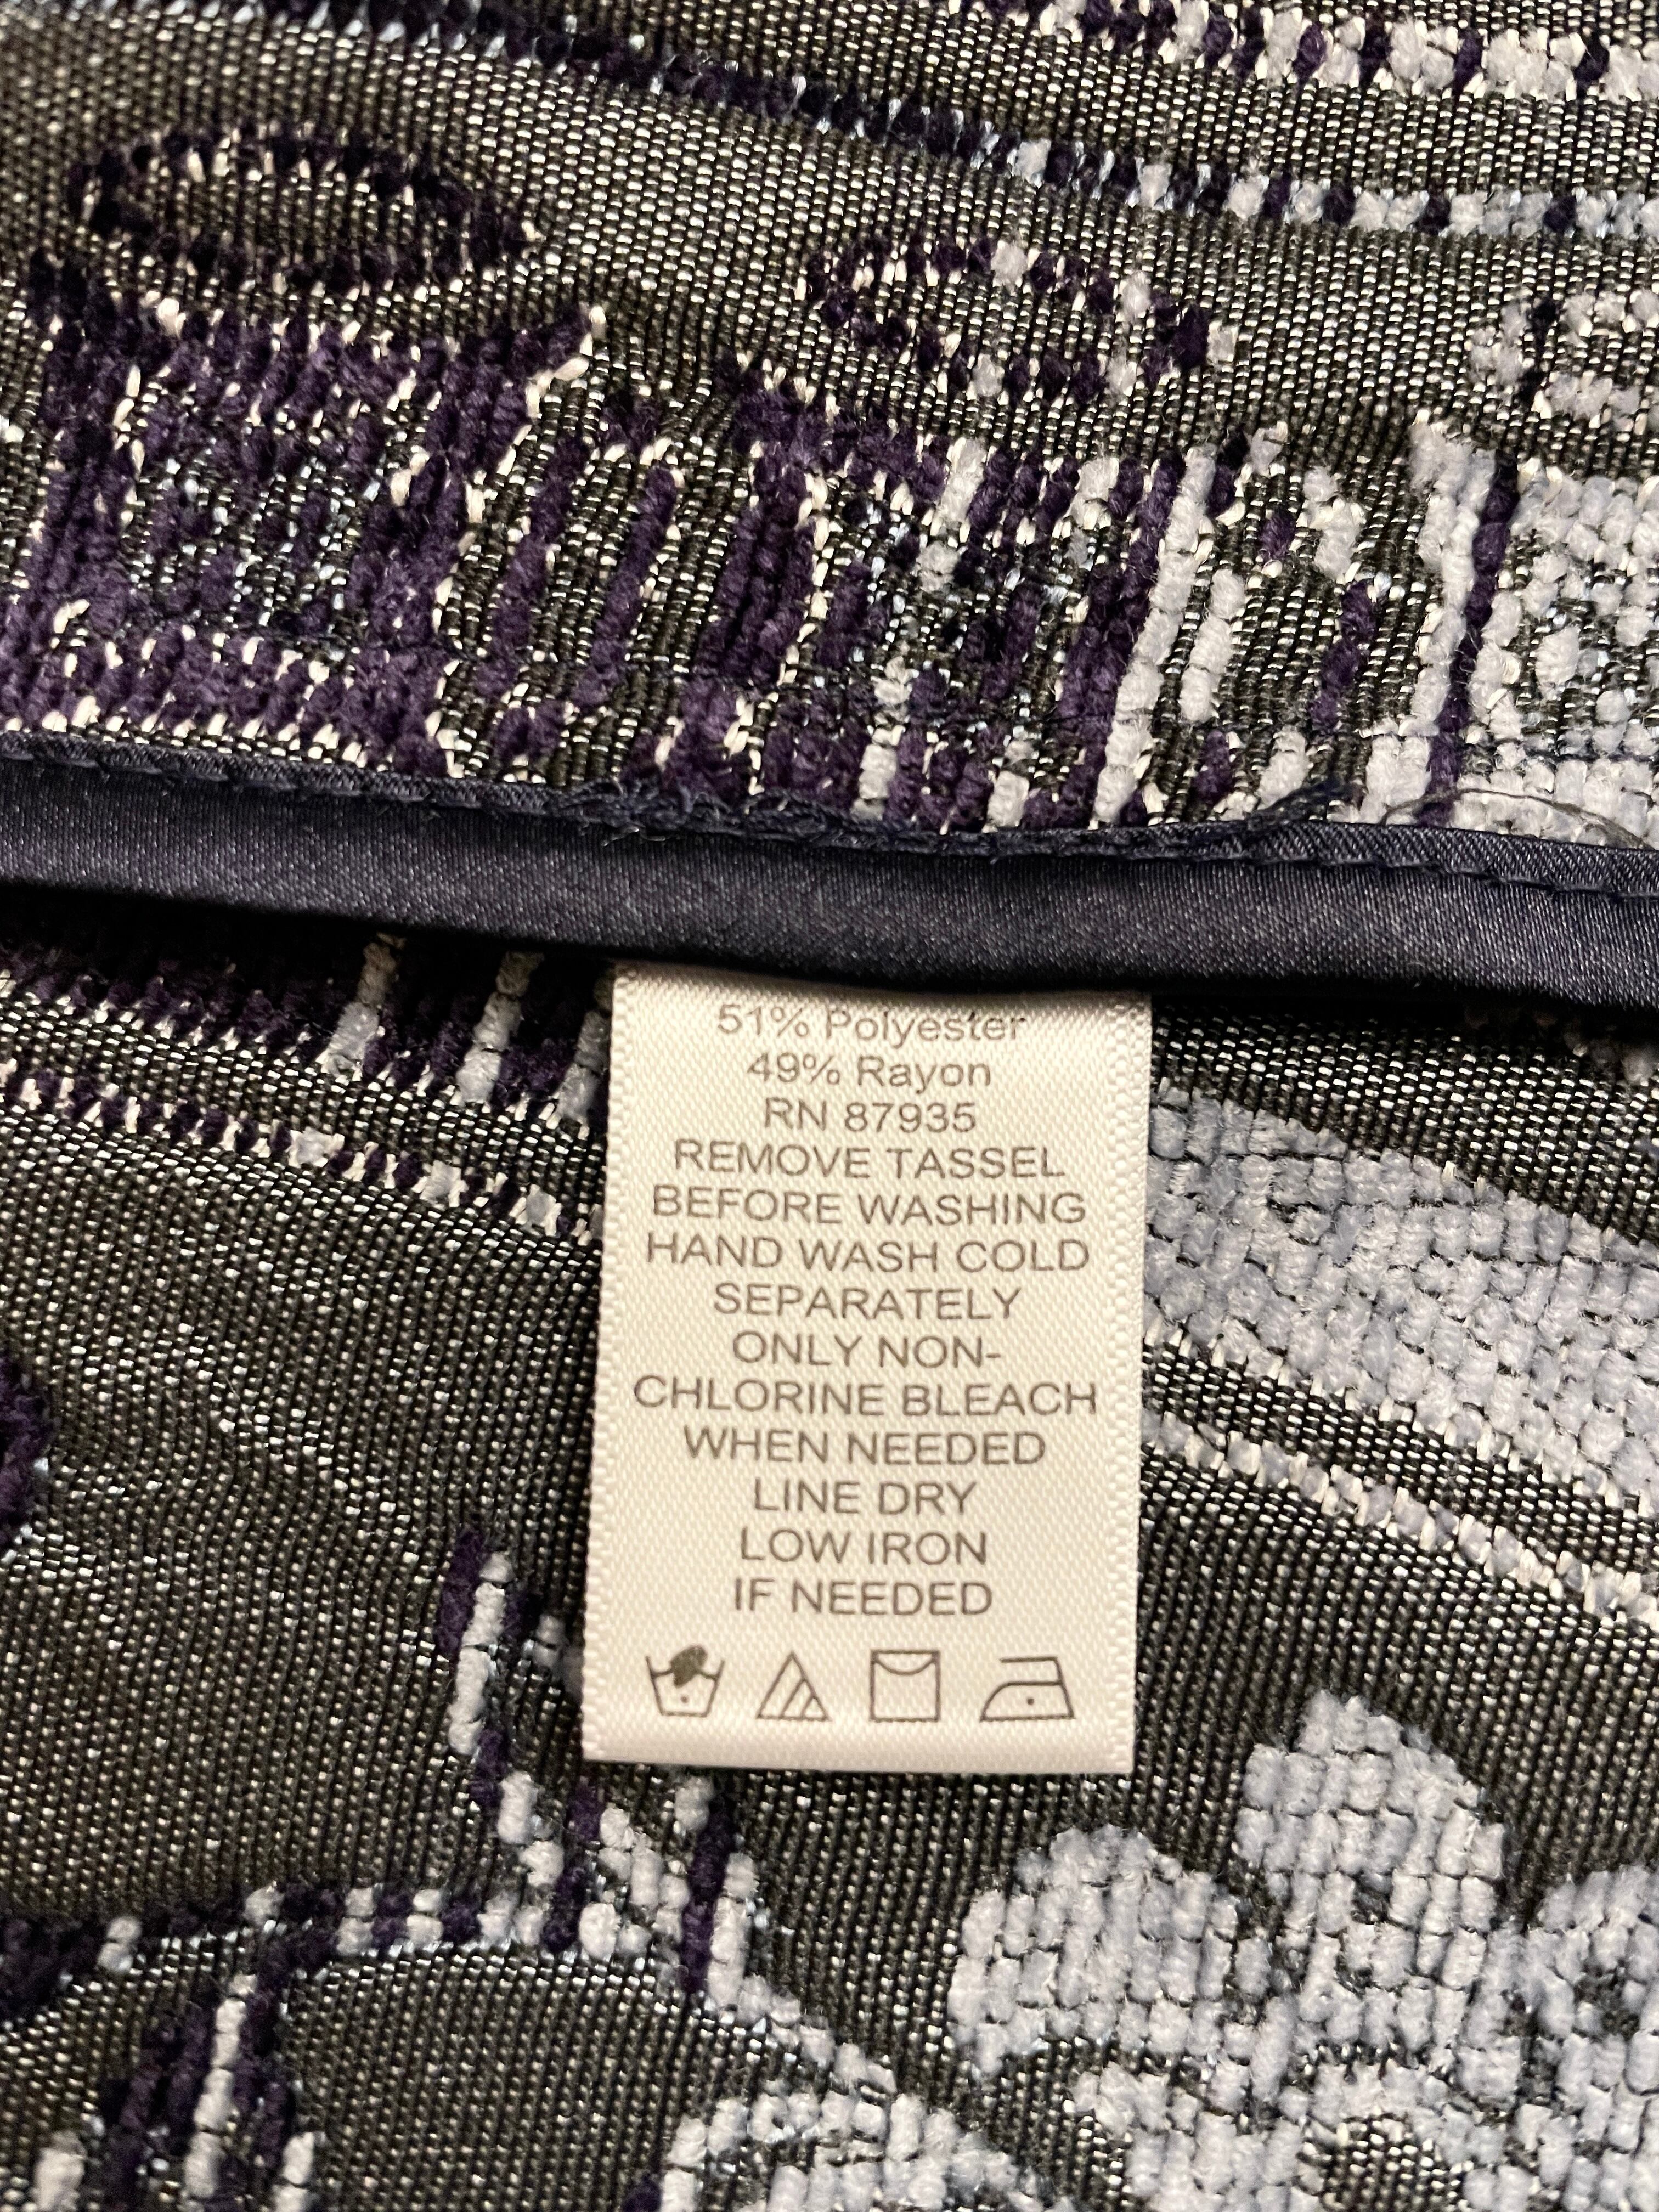 51% Polyester
49% Rayon
RN 87935
REMOVE TASSEL
BEFORE WASHING
HAND WASH COLD
SEPARATELY
ONLY NON-
CHLORINE BLEACH
WHEN NEEDED
LINE DRY
LOW IRON
IF NEEDED